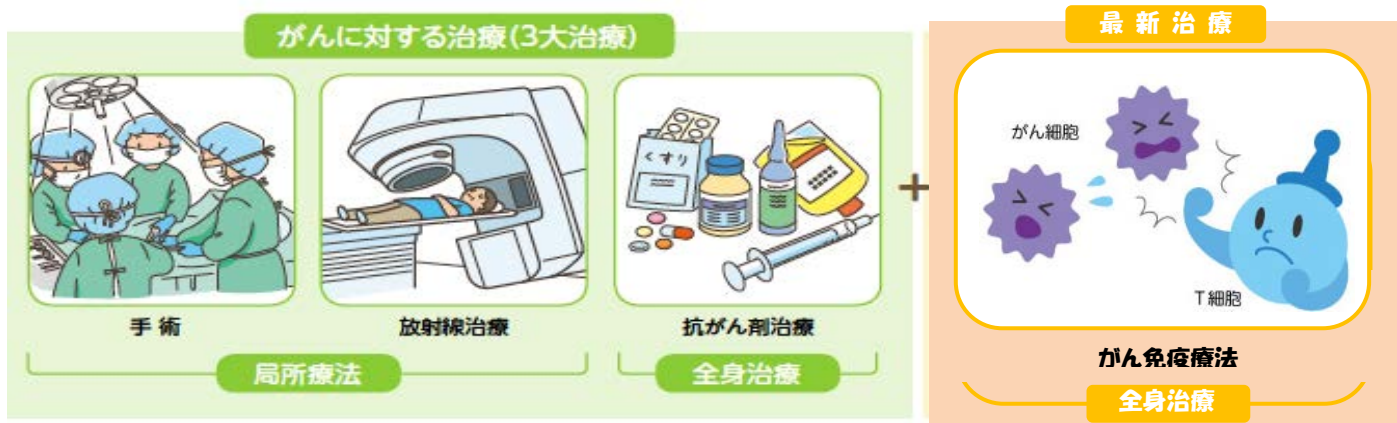 がんに対する治療(3大治療)
最新治療
くすり
がん細胞
T細胞
+
手術
放射線治療
抗がん剤治療
がん免疫療法
局所療法
全身治療
全身治療